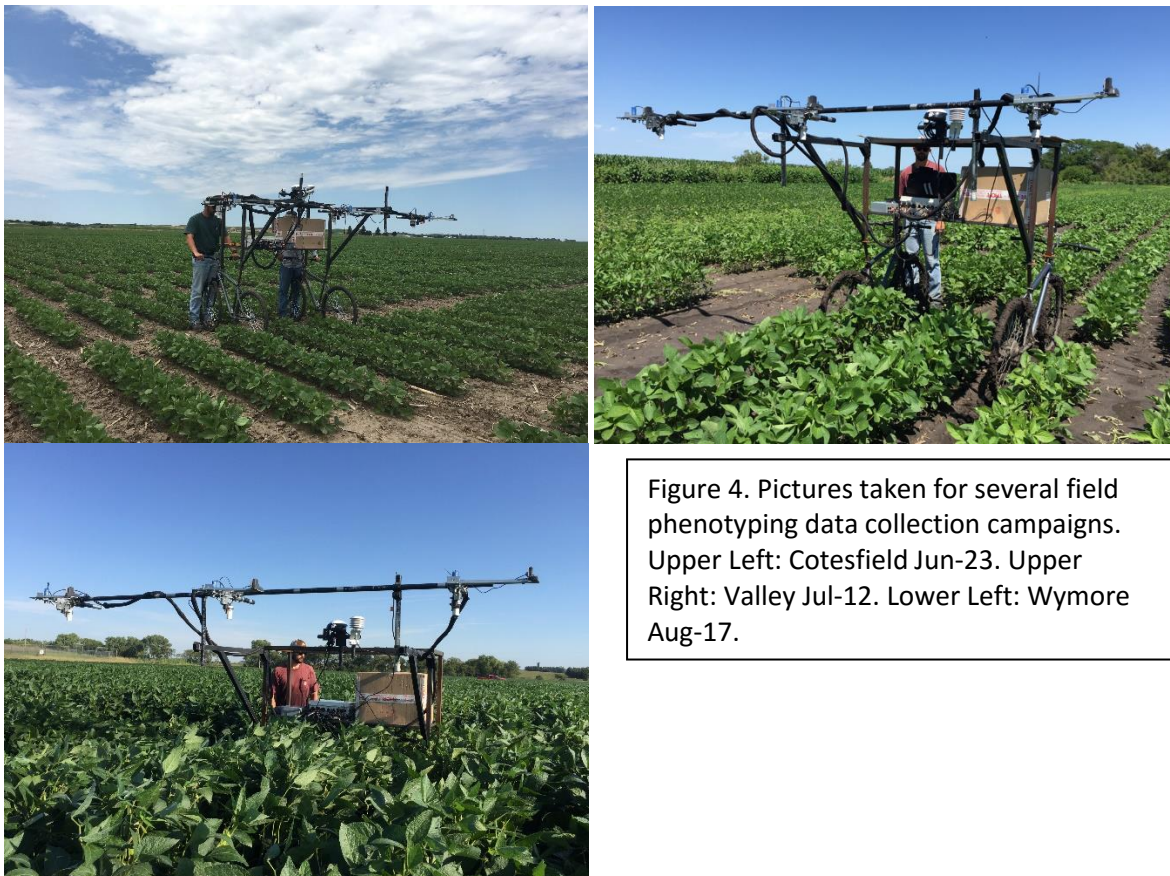 Figure 4. Pictures taken for several field
phenotyping data collection campaigns.
Upper Left: Cotesfield Jun-23. Upper
Right: Valley Jul-12. Lower Left: Wymore
Aug-17.